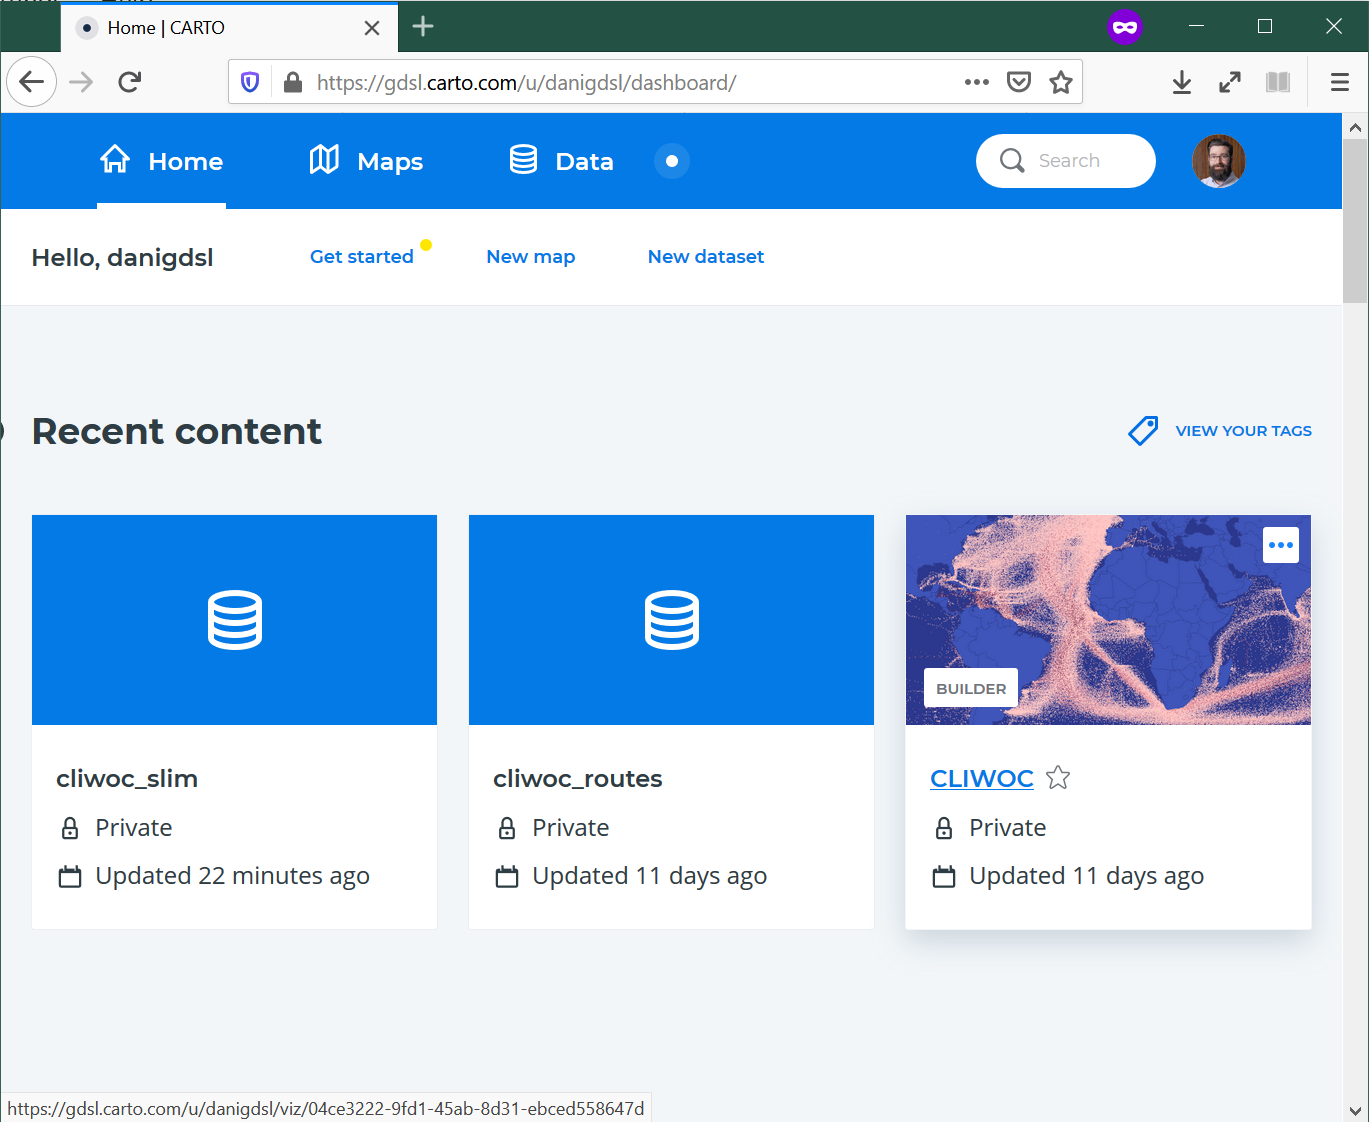 Home | CARTO
https://gdsl.carto.com/u/danigdsl/dashboard/
Home
Maps
Data
Search
Hello, danigdsl
Get started
New map
New dataset
Recent content
VIEW YOUR TAGS
BUILDER
cliwoc_slim
Private
Updated 22 minutes ago
cliwoc_routes
Private
Updated 11 days ago
CLIWOC
Private
Updated 11 days ago
https://gdsl.carto.com/u/danigdsl/viz/04ce3222-9fd1-45ab-8d31-ebced558647d